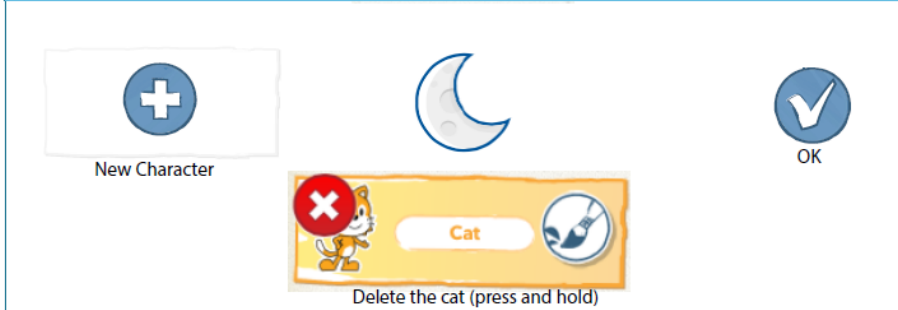 New Character
OK
Cat
Delete the cat (press and hold)